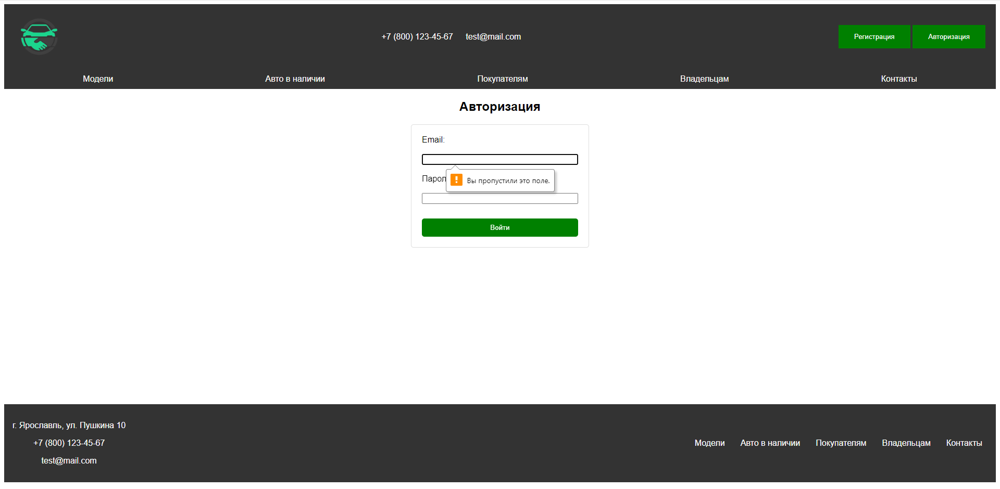 +7 (800) 123-45-67 test@mail.com
Регистрация Авторизация
Модели Авто в наличии Покупателям Владельцам Контакты
Авторизация
Email:
Парол
Вы пропустили это поле.
Войти
г. Ярославль, ул. Пушкина 10
+7 (800) 123-45-67
test@mail.com
Модели Авто в наличии Покупателям Владельцам Контакты